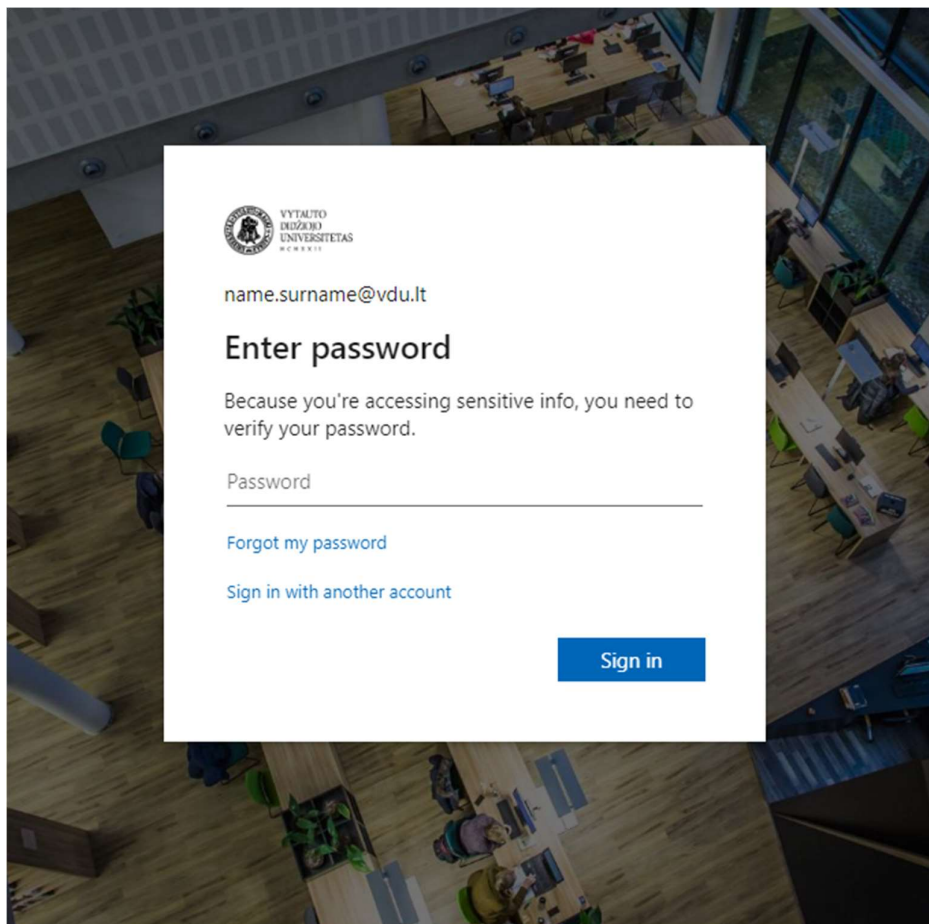 VYTAUTO
DIDŽIOJO
UNIVERSITETAS
MCMXXII
name.surname@vdu.lt
Enter password
Because you're accessing sensitive info, you need to
verify your password.
Password
Forgot my password
Sign in with another account
Sign in